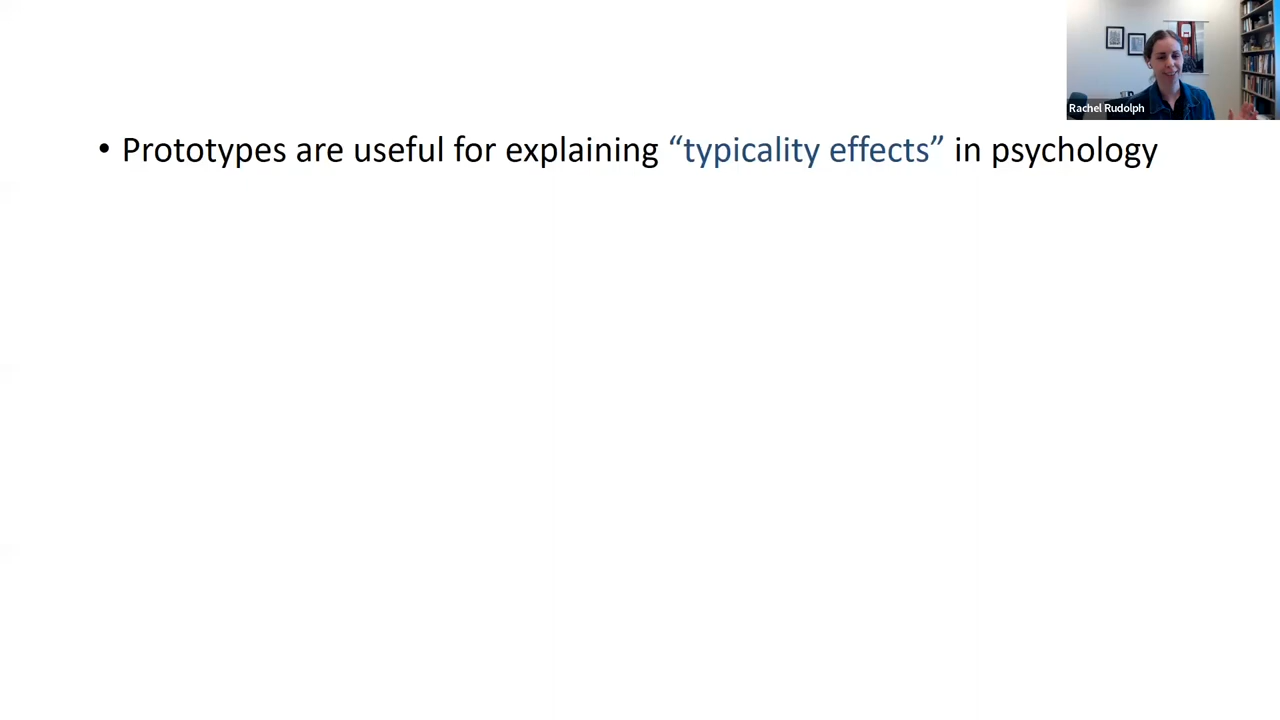 Rachel Rudolph
• Prototypes are useful for explaining “typicality effects” in psychology